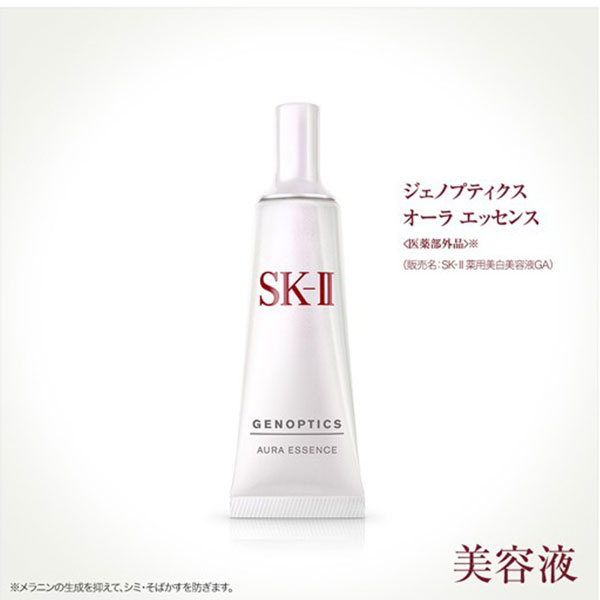 ジェノプティクス
オーラ エッセンス
<医薬部外品>※
(販売名:SK-Ⅱ 薬用美白美容液GA)
SK-Ⅱ
GENOPTICS
AURA ESSENCE
美容液
※メラニンの生成を抑えて、シミ・そばかすを防ぎます。